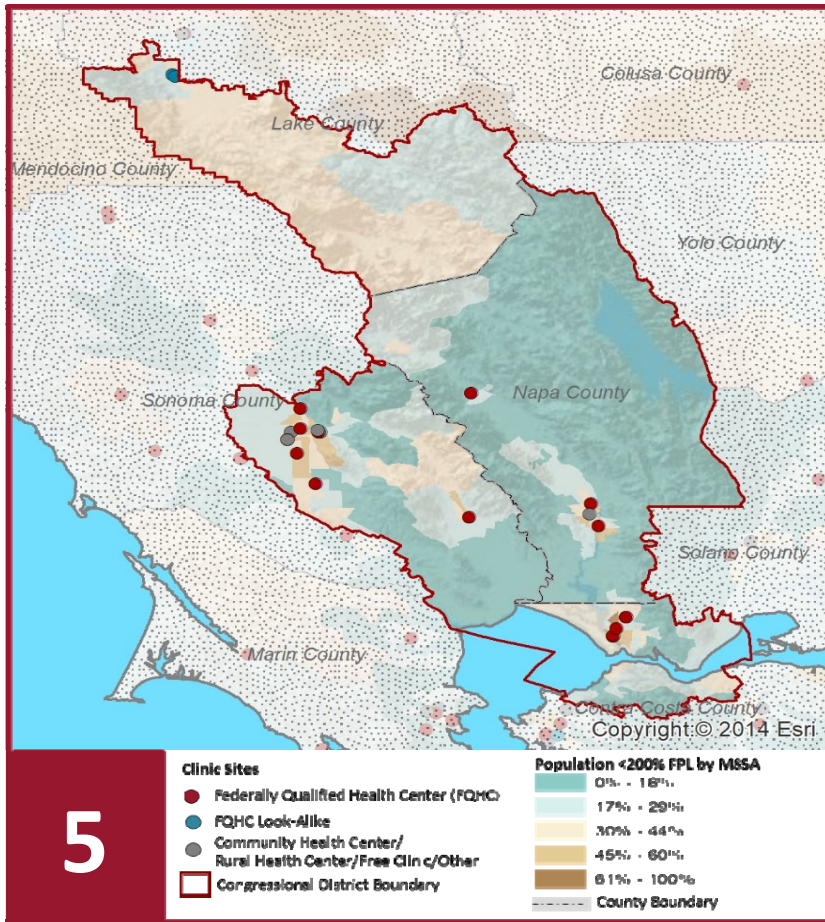 Colusa County
Lake County
Mendocino County
Yolo County
Napa County
Sonoma County
Solano County
Marin County
Contra Costa County
Copyright:© 2014 Esri
5
Clinic Sites
Federally Qualified Health Center (FQHC)
FQHC Look-Alike
Community Health Center/
Rural Health Center/Free Clinic/Other
Congressional District Boundary
Population <200% FPL by MSSA
0% - 16%
17% - 29%
30% - 44%
45% - 60%
61% - 100%
County Boundary